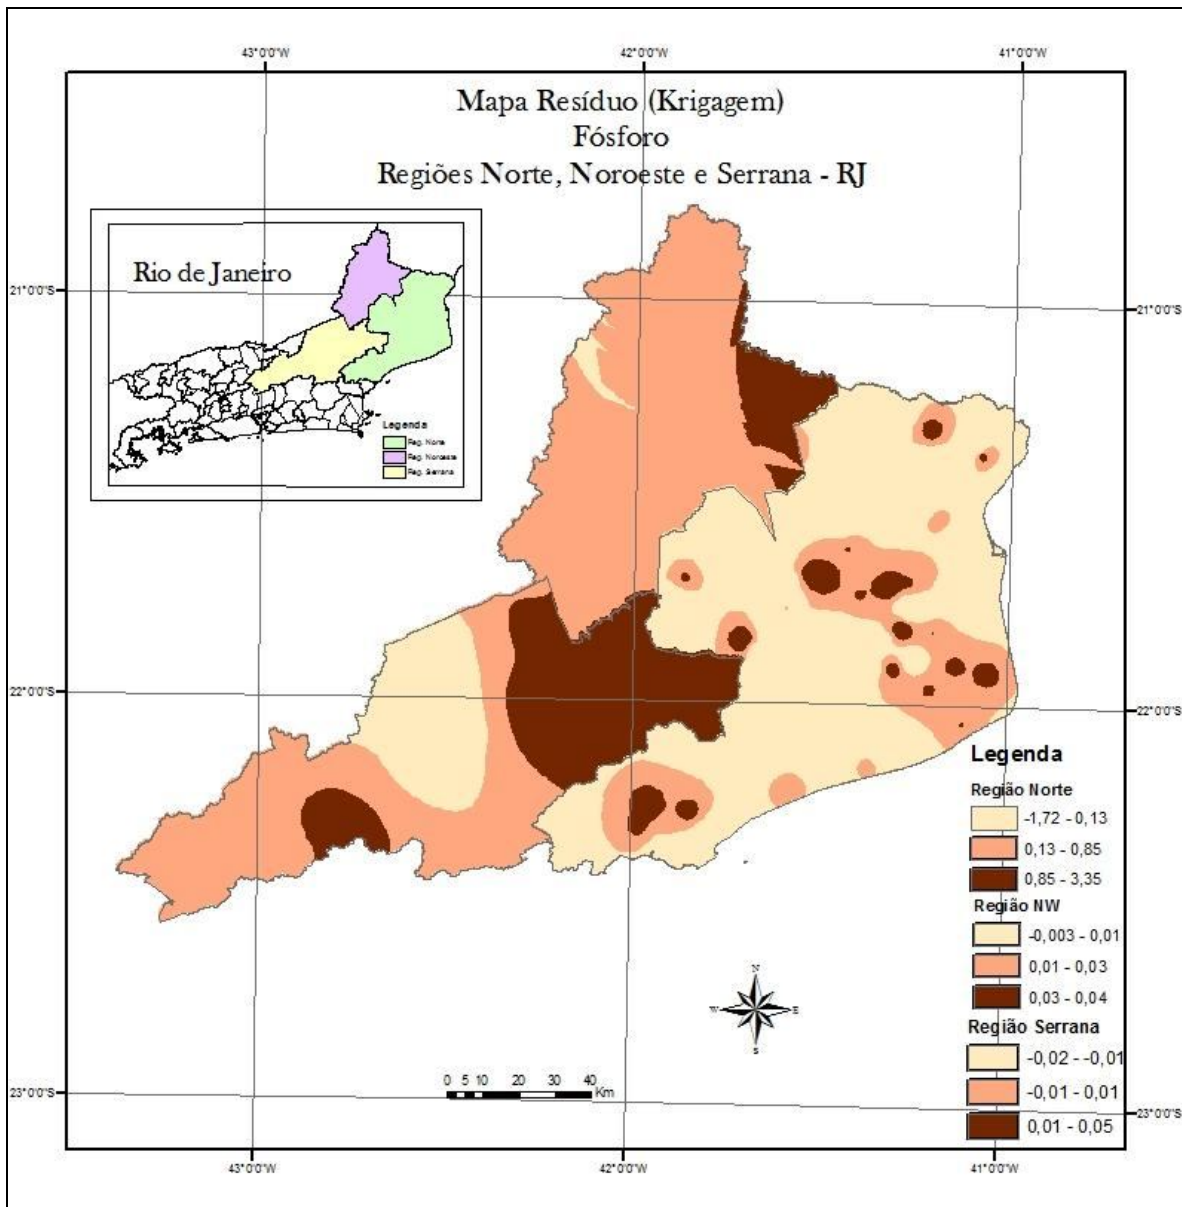 43°0'0"W 42°0'0"W 41°0'0"W
Mapa Resíduo (Krigagem)
Fósforo
Regiões Norte, Noroeste e Serrana - RJ
Rio de Janeiro
Legenda
Reg. Norte
Reg. Noroeste
Reg. Serrana
21°0'0"S 21°0'0"S
22°0'0"S 22°0'0"S
23°0'0"S 23°0'0"S
Legenda
Região Norte
-1,72 - 0,13
0,13 - 0,85
0,85 - 3,35
Região NW
-0,003 - 0,01
0,01 - 0,03
0,03 - 0,04
Região Serrana
-0,02 - -0,01
-0,01 - 0,01
0,01 - 0,05
N
W E
S
0 5 10 20 30 40
Km
43°0'0"W 42°0'0"W 41°0'0"W